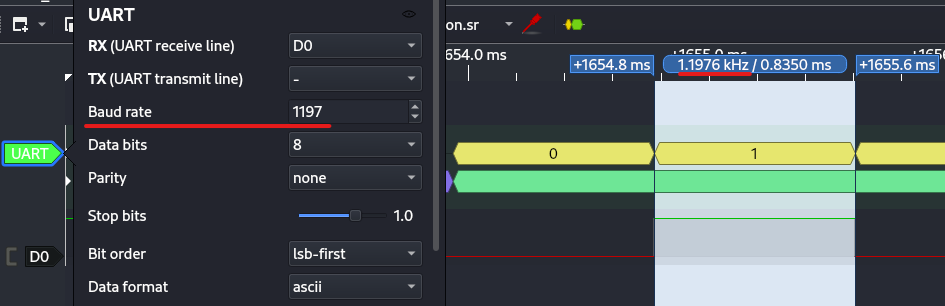 UART
on.sr
RX (UART receive line) D0
TX (UART transmit line) -
Baud rate 1197
Data bits 8
Parity none
Stop bits 1.0
Bit order lsb-first
Data format ascii
UART
D0
654.0 ms +1655.0 ms
+1654.8 ms 1.1976 kHz / 0.8350 ms +1655.6 ms
0 1